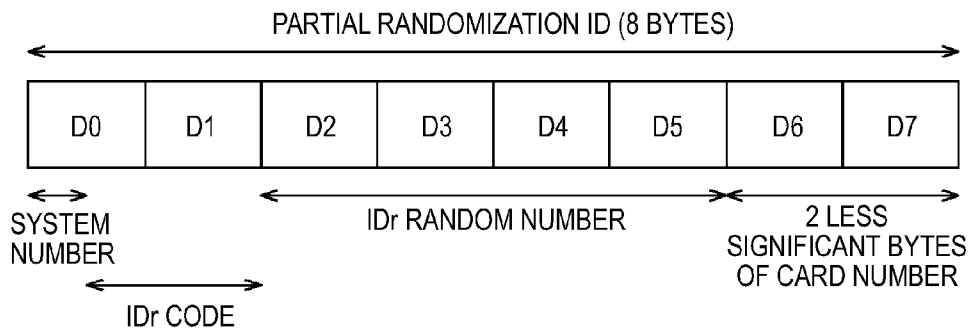 PARTIAL RANDOMIZATION ID (8 BYTES)
D0 D1 D2 D3 D4 D5 D6 D7
SYSTEM
NUMBER
IDr RANDOM NUMBER
2 LESS
SIGNIFICANT BYTES
OF CARD NUMBER
IDr CODE